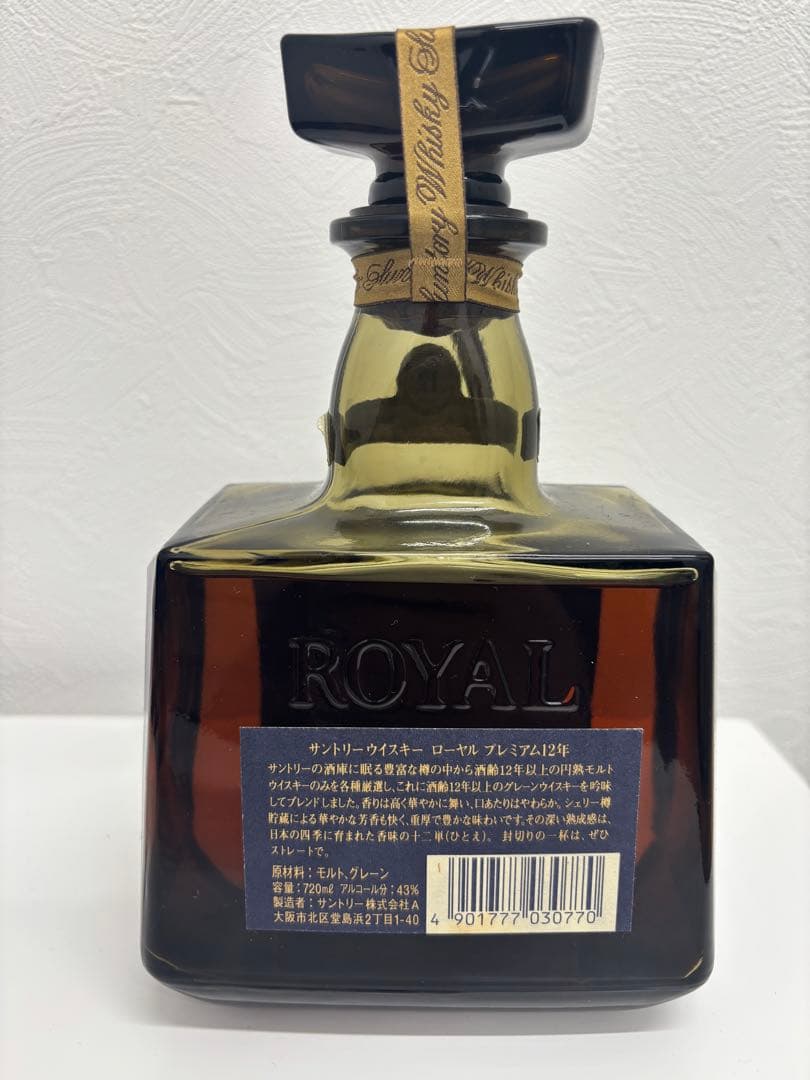 Suntory Whisky
Whisky
ROYAL
サントリーウイスキー ローヤル プレミアム12年
サントリーの酒庫に眠る豊富な樽の中から酒齢12年以上の円熟モルト
ウイスキーのみを各種厳選し、これに酒齢12年以上のグレーンウイスキーを吟味
してブレンドしました。香りは高く華やかに舞い、口あたりはやわらか。シェリー樽
貯蔵による華やかな芳香も快く、重厚で豊かな味わいです。その深い熟成感は、
日本の四季に育まれた香味の十二単(ひとえ)。 封切りの一杯は、ぜひ
ストレートで。
原材料：モルト、グレーン
容量：720mℓ アルコール分：43%
製造者：サントリー株式会社A
大阪市北区堂島浜2丁目1-40
4 901777 030770